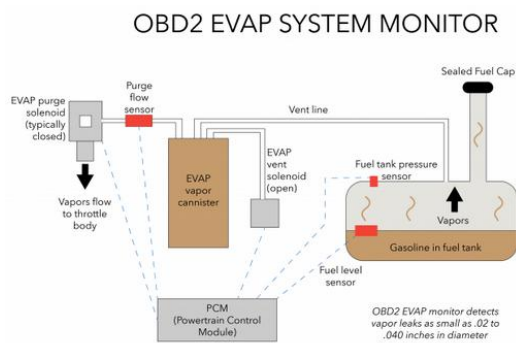 OBD2 EVAP SYSTEM MONITOR
Sealed Fuel Cap
EVAP purge
solenoid
(typically
closed)
Purge
flow
sensor
Vent line
EVAP
vent
solenoid
(open)
Fuel tank pressure
sensor
EVAP
vapor
cannister
Vapors flow
to throttle
body
Vapors
Gasoline in fuel tank
Fuel level
sensor
PCM
(Powertrain Control
Module)
OBD2 EVAP monitor detects
vapor leaks as small as .02 to
.040 inches in diameter